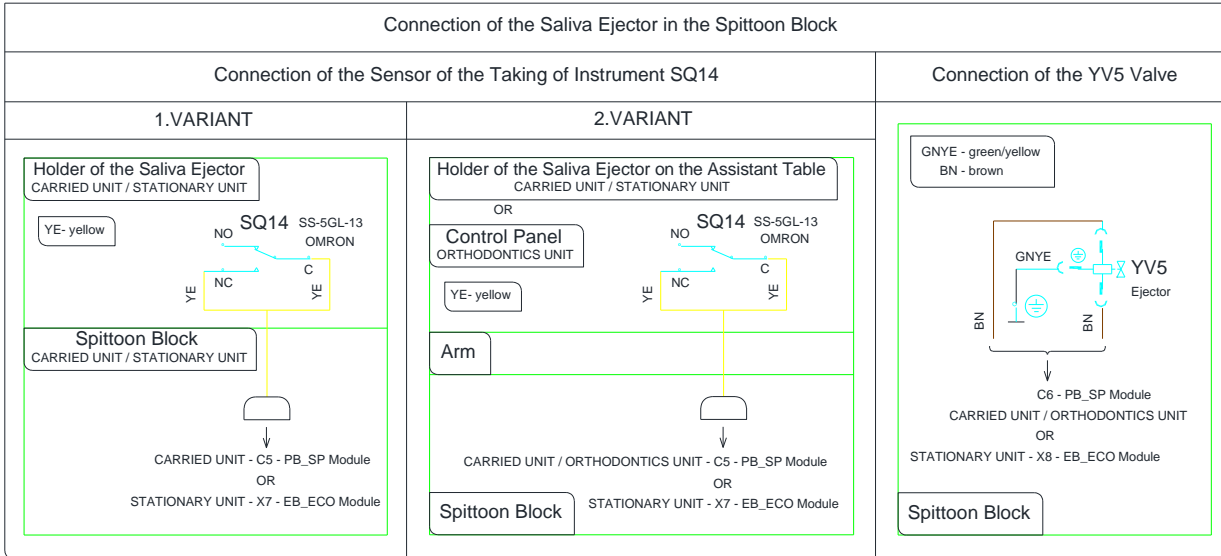 Connection of the Saliva Ejector in the Spittoon Block
Connection of the Sensor of the Taking of Instrument SQ14
Connection of the YV5 Valve
1.VARIANT
2.VARIANT
Holder of the Saliva Ejector
CARRIED UNIT / STATIONARY UNIT
YE- yellow
SQ14
SS-5GL-13
OMRON
NO
NC
C
YE
YE
Spittoon Block
CARRIED UNIT / STATIONARY UNIT
CARRIED UNIT - C5 - PB_SP Module
OR
STATIONARY UNIT - X7 - EB_ECO Module
Holder of the Saliva Ejector on the Assistant Table
CARRIED UNIT / STATIONARY UNIT
OR
Control Panel
ORTHODONTICS UNIT
YE- yellow
SQ14
SS-5GL-13
OMRON
NO
NC
C
YE
YE
Arm
CARRIED UNIT / ORTHODONTICS UNIT - C5 - PB_SP Module
OR
STATIONARY UNIT - X7 - EB_ECO Module
Spittoon Block
GNYE - green/yellow
BN - brown
GNYE
YV5
Ejector
BN
BN
C6 - PB_SP Module
CARRIED UNIT / ORTHODONTICS UNIT
OR
STATIONARY UNIT - X8 - EB_ECO Module
Spittoon Block